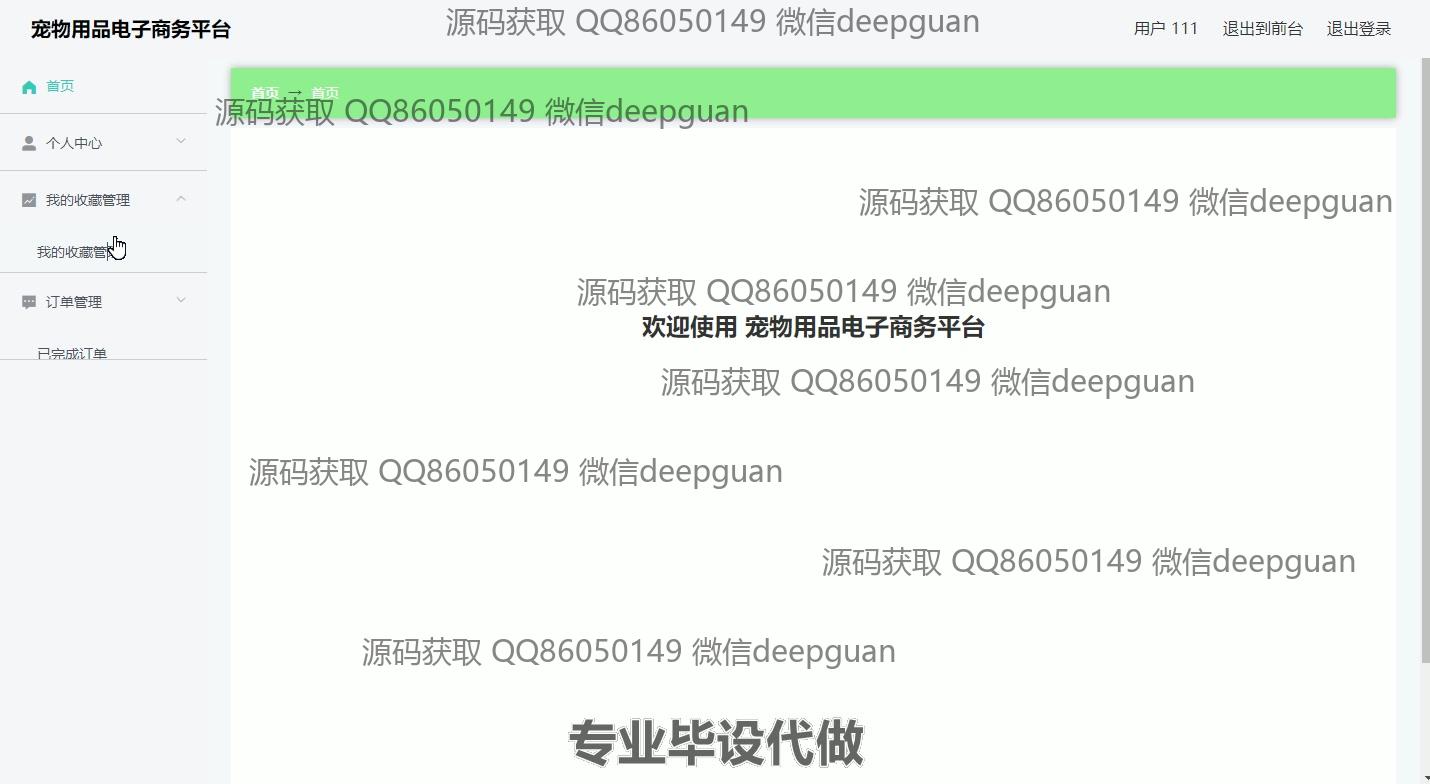 宠物用品电子商务平台
源码获取 QQ86050149 微信deepguan
用户 111
退出到前台
退出登录
首页
首页 → 首页
源码获取 QQ86050149 微信deepguan
个人中心
我的收藏管理
源码获取 QQ86050149 微信deepguan
我的收藏管
源码获取 QQ86050149 微信deepguan
订单管理
欢迎使用 宠物用品电子商务平台
已完成订单
源码获取 QQ86050149 微信deepguan
源码获取 QQ86050149 微信deepguan
源码获取 QQ86050149 微信deepguan
源码获取 QQ86050149 微信deepguan
专业毕设代做